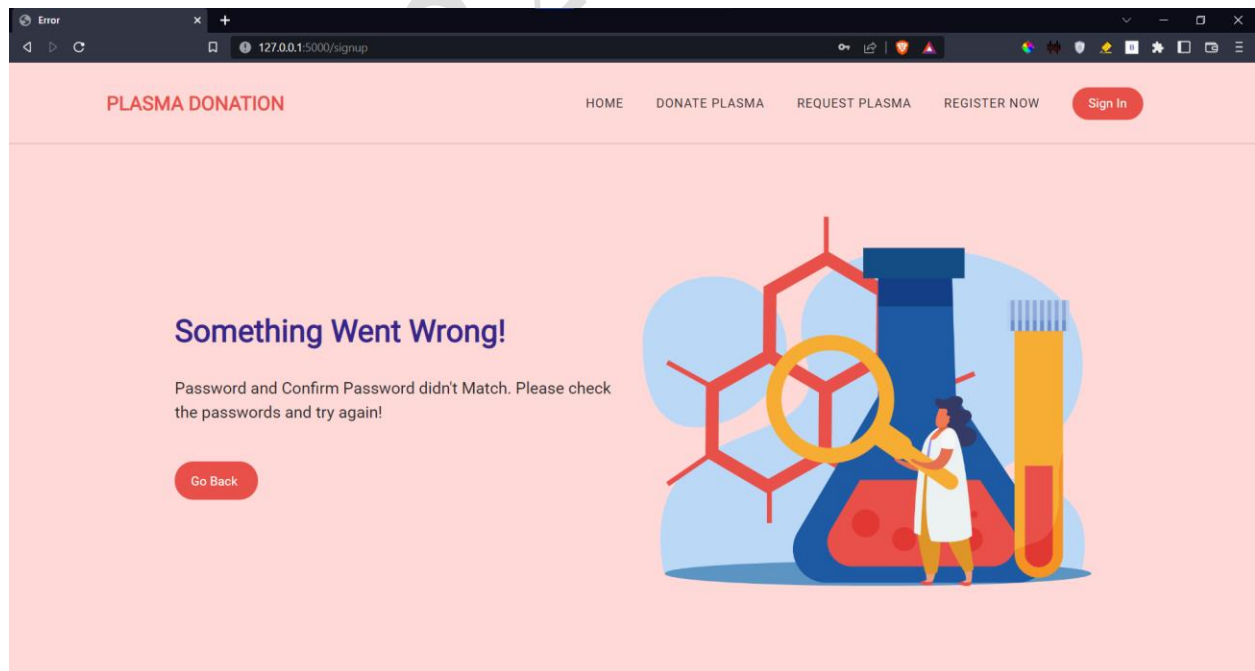 Error
127.0.0.1:5000/signup
PLASMA DONATION
HOME
DONATE PLASMA
REQUEST PLASMA
REGISTER NOW
Sign In
Something Went Wrong!
Password and Confirm Password didn't Match. Please check
the passwords and try again!
Go Back